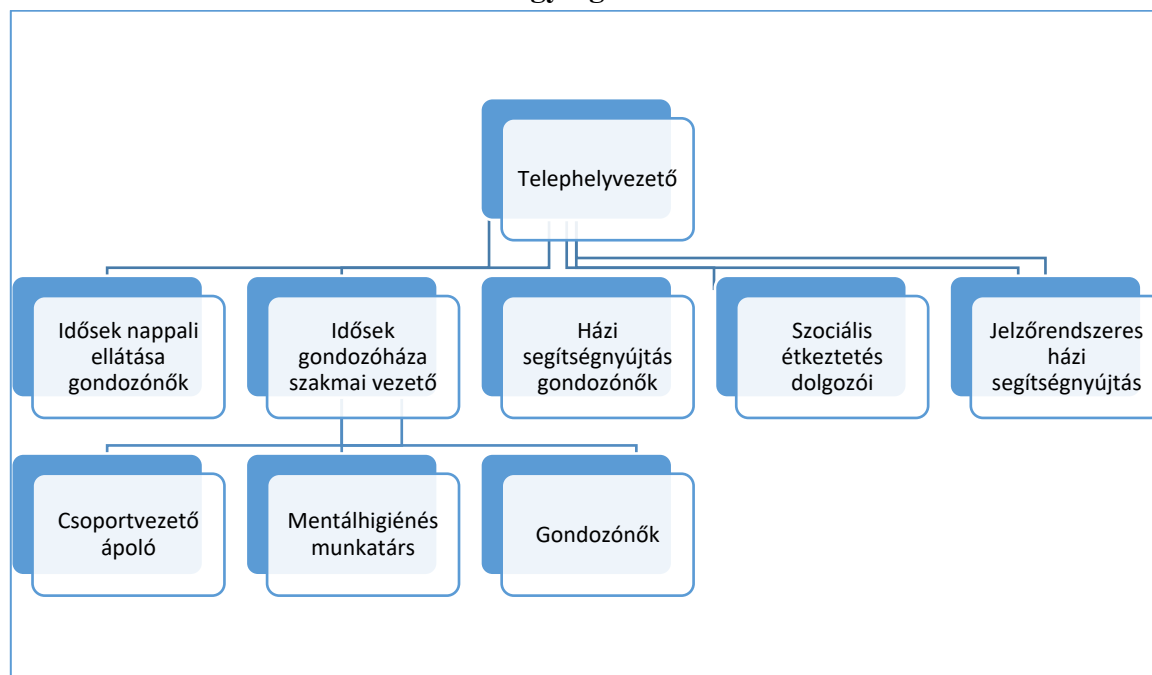 Telephelyvezető
Idősek nappali
ellátása
gondozónők
Idősek
gondozóháza
szakmai vezető
Házi
segítségnyújtás
gondozónők
Szociális
étkeztetés
dolgozói
Jelzőrendszeres
házi
segítségnyújtás
Csoportvezető
ápoló
Mentálhigiénés
munkatárs
Gondozónők